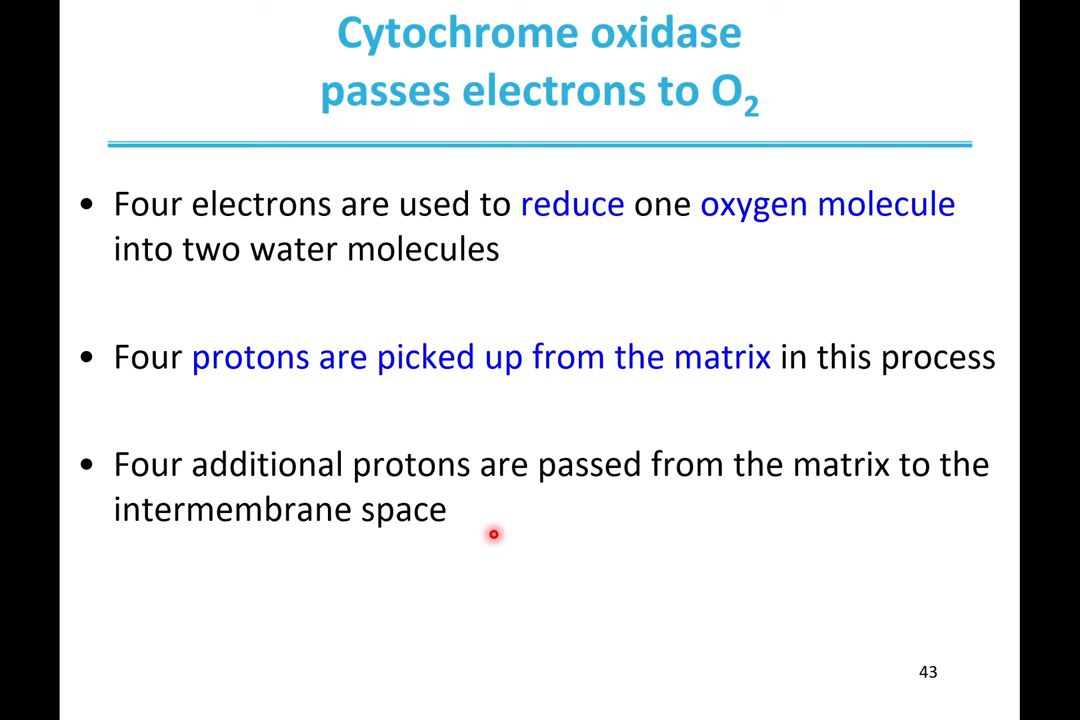 Cytochrome oxidase
passes electrons to O₂
• Four electrons are used to reduce one oxygen molecule
into two water molecules
• Four protons are picked up from the matrix in this process
• Four additional protons are passed from the matrix to the
intermembrane space
43